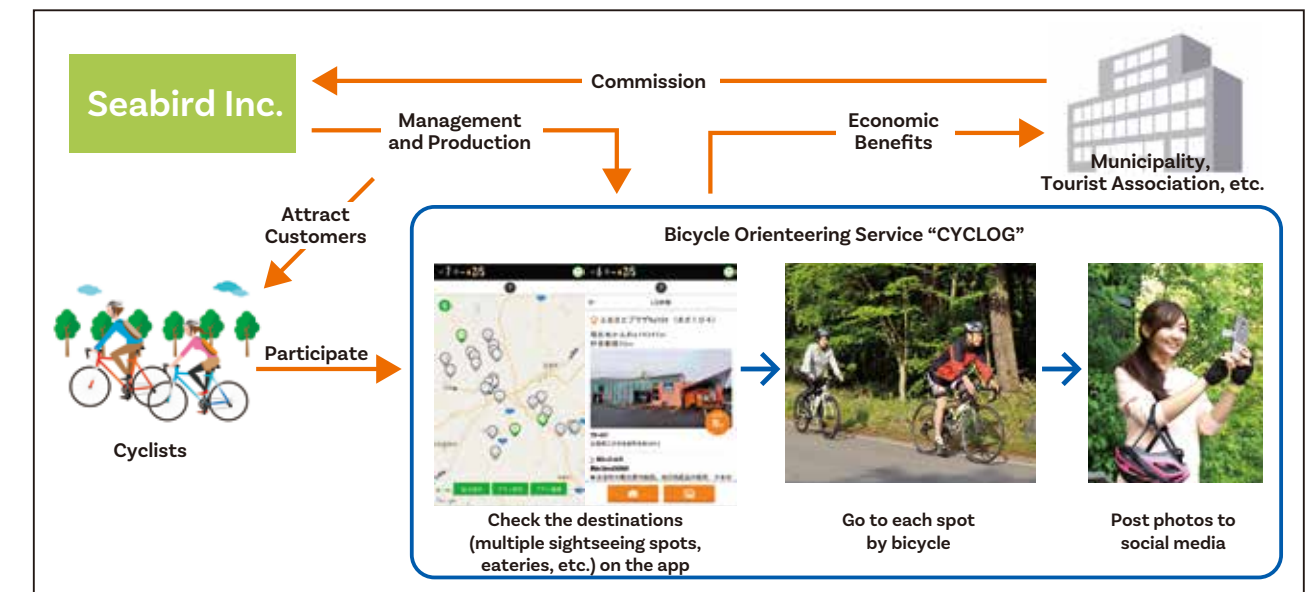 Seabird Inc.
Commission
Management
and Production
Economic
Benefits
Municipality,
Tourist Association, etc.
Attract
Customers
Bicycle Orienteering Service “CYCLOG”
Participate
Cyclists
Check the destinations
(multiple sightseeing spots,
eateries, etc.) on the app
Go to each spot
by bicycle
Post photos to
social media